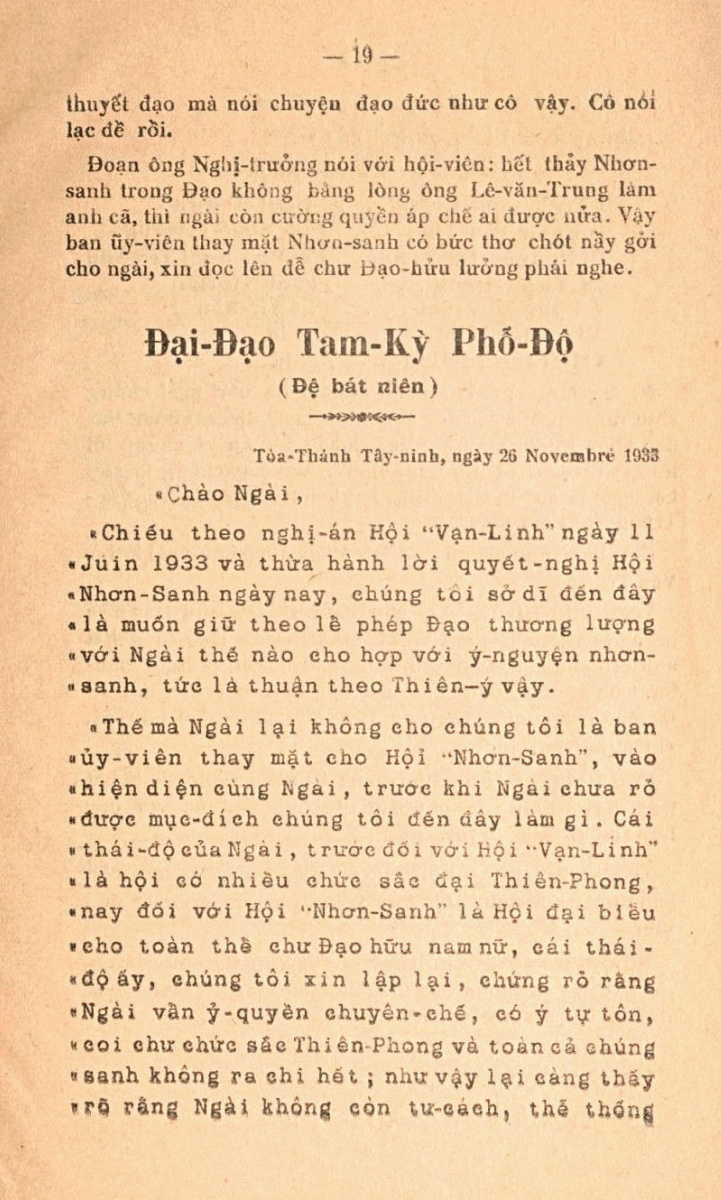 — 19 —
thuyết đạo mà nói chuyện đạo đức như cô vậy. Cô nói
lạc đề rồi.
Đoạn ông Nghị-trưởng nói với hội-viên: hết thảy Nhơn-
sanh trong Đạo không bằng lòng ông Lê-văn-Trung làm
anh cã, thì ngài còn cường quyền áp chế ai được nửa. Vậy
ban ũy-viên thay mặt Nhơn-sanh có bức thơ chót nầy gởi
cho ngài, xin đọc lên để chư Đạo-hửu lưởng phái nghe.
Đại-Đạo Tam-Kỳ Phổ-Độ
(Đệ bát niên)
Tòa-Thánh Tây-ninh, ngày 26 Novembre 1933
«Chào Ngài,
«Chiếu theo nghị-án Hội "Vạn-Linh" ngày 11
«Juin 1933 và thừa hành lời quyết-nghị Hội
«Nhơn-Sanh ngày nay, chúng tôi sở dĩ đến đây
«là muốn giữ theo lề phép Đạo thương lượng
«với Ngài thế nào cho hợp với ý-nguyện nhơn-
«sanh, tức là thuận theo Thiên—ý vậy.
«Thế mà Ngài lại không cho chúng tôi là ban
«ủy-viên thay mặt cho Hội "Nhơn-Sanh", vào
«hiện diện cùng Ngài, trước khi Ngài chưa rỏ
«được mục-đích chúng tôi đến đây làm gì. Cái
«thái-độ của Ngài, trước đối với Hội "Vạn-Linh"
«là hội có nhiều chức sắc đại Thiên-Phong,
«nay đối với Hội "Nhơn-Sanh" là Hội đại biểu
«cho toàn thể chư Đạo hữu nam nữ, cái thái-
«độ ấy, chúng tôi xin lập lại, chứng rỏ rằng
«Ngài vẫn ỷ-quyền chuyên-chế, có ý tự tôn,
«coi chư chức sắc Thiên-Phong và toàn cả chúng
«sanh không ra chi hết; như vậy lại càng thấy
«rõ rằng Ngài không còn tư-cách, thể thống